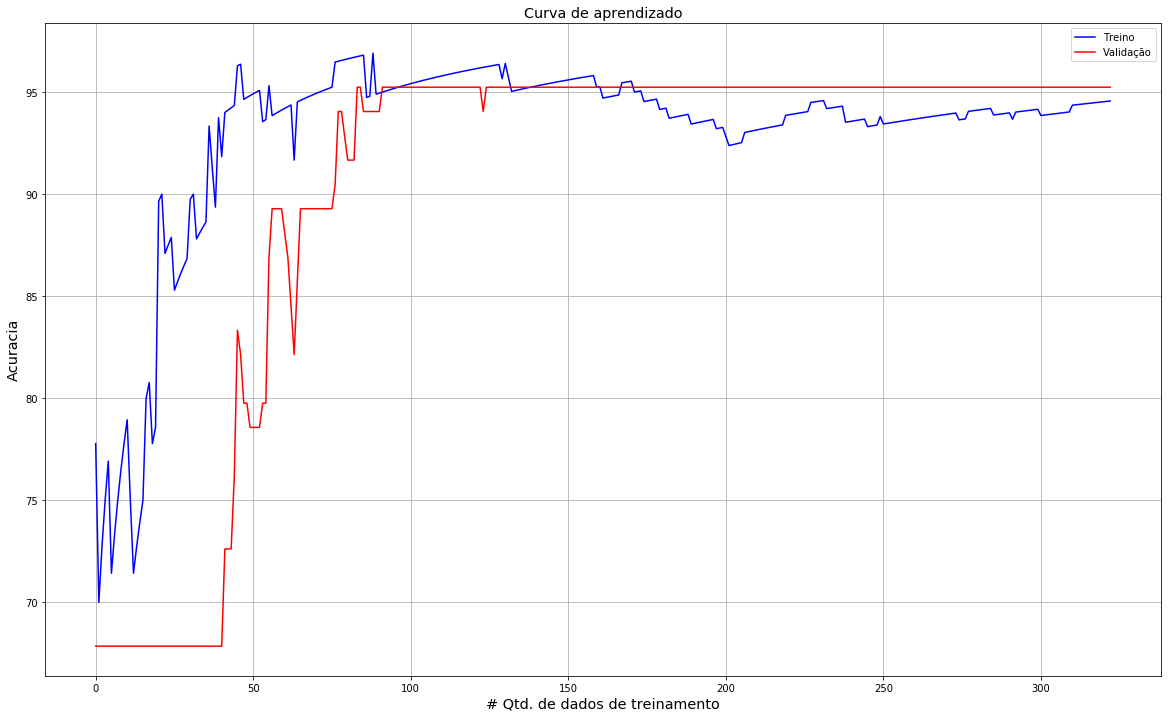 Curva de aprendizado
Treino
Validação
Acuracia
95
90
85
80
75
70
0 50 100 150 200 250 300
# Qtd. de dados de treinamento